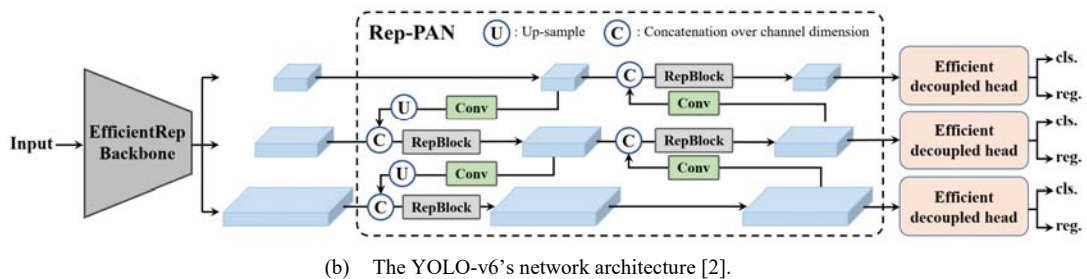 Rep-PAN
U : Up-sample
C : Concatenation over channel dimension
Input
EfficientRep
Backbone
C
RepBlock
Efficient
decoupled head
cls.
reg.
U
Conv
Conv
C
RepBlock
C
RepBlock
Efficient
decoupled head
cls.
reg.
U
Conv
Conv
C
RepBlock
Efficient
decoupled head
cls.
reg.
(b) The YOLO-v6's network architecture [2].